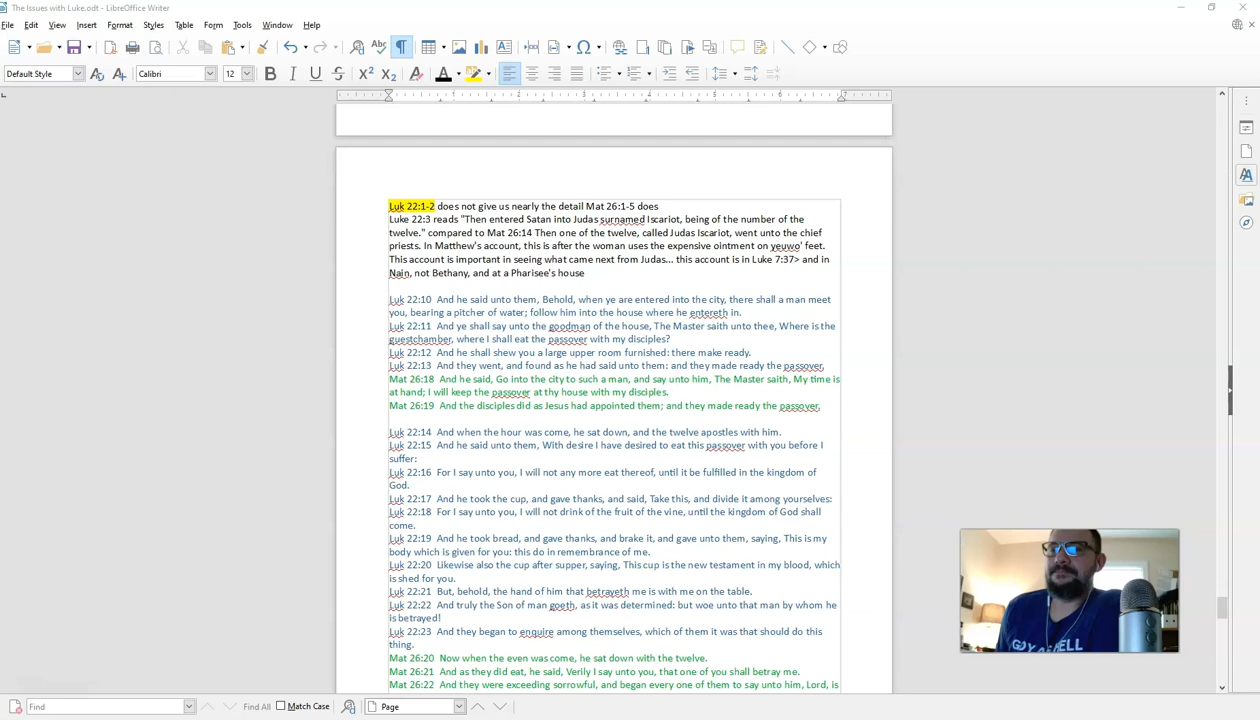 The Issues with Luke.odt - LibreOffice Writer
File Edit View Insert Format Styles Table Form Tools Window Help
Default Style Calibri 12
1 2 3 4 5 6 7
Luk 22:1-2 does not give us nearly the detail Mat 26:1-5 does
Luke 22:3 reads "Then entered Satan into Judas surnamed Iscariot, being of the number of the
twelve." compared to Mat 26:14 Then one of the twelve, called Judas Iscariot, went unto the chief
priests. In Matthew's account, this is after the woman uses the expensive ointment on yeuwo' feet.
This account is important in seeing what came next from Judas... this account is in Luke 7:37> and in
Nain, not Bethany, and at a Pharisee's house
Luk 22:10 And he said unto them, Behold, when ye are entered into the city, there shall a man meet
you, bearing a pitcher of water; follow him into the house where he entereth in.
Luk 22:11 And ye shall say unto the goodman of the house, The Master saith unto thee, Where is the
guestchamber, where I shall eat the passover with my disciples?
Luk 22:12 And he shall shew you a large upper room furnished: there make ready.
Luk 22:13 And they went, and found as he had said unto them: and they made ready the passover.
Mat 26:18 And he said, Go into the city to such a man, and say unto him, The Master saith, My time is
at hand; I will keep the passover at thy house with my disciples.
Mat 26:19 And the disciples did as Jesus had appointed them; and they made ready the passover.
Luk 22:14 And when the hour was come, he sat down, and the twelve apostles with him.
Luk 22:15 And he said unto them, With desire I have desired to eat this passover with you before I
suffer:
Luk 22:16 For I say unto you, I will not any more eat thereof, until it be fulfilled in the kingdom of
God.
Luk 22:17 And he took the cup, and gave thanks, and said, Take this, and divide it among yourselves:
Luk 22:18 For I say unto you, I will not drink of the fruit of the vine, until the kingdom of God shall
come.
Luk 22:19 And he took bread, and gave thanks, and brake it, and gave unto them, saying, This is my
body which is given for you: this do in remembrance of me.
Luk 22:20 Likewise also the cup after supper, saying, This cup is the new testament in my blood, which
is shed for you.
Luk 22:21 But, behold, the hand of him that betrayeth me is with me on the table.
Luk 22:22 And truly the Son of man goeth, as it was determined: but woe unto that man by whom he
is betrayed!
Luk 22:23 And they began to enquire among themselves, which of them it was that should do this
thing.
Mat 26:20 Now when the even was come, he sat down with the twelve.
Mat 26:21 And as they did eat, he said, Verily I say unto you, that one of you shall betray me.
Mat 26:22 And they were exceeding sorrowful, and began every one of them to say unto him, Lord, is
Find Find All Match Case Page